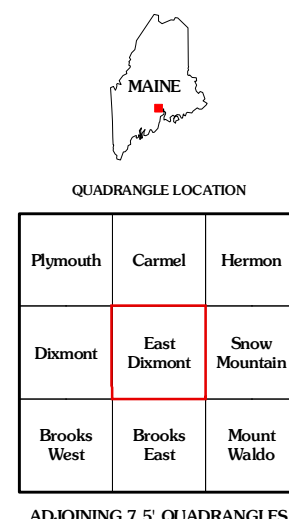 MAINE
QUADRANGLE LOCATION
Plymouth Carmel Hermon
Dixmont East Dixmont Snow Mountain
Brooks West Brooks East Mount Waldo
ADJOINING 7.5' QUADRANGLES